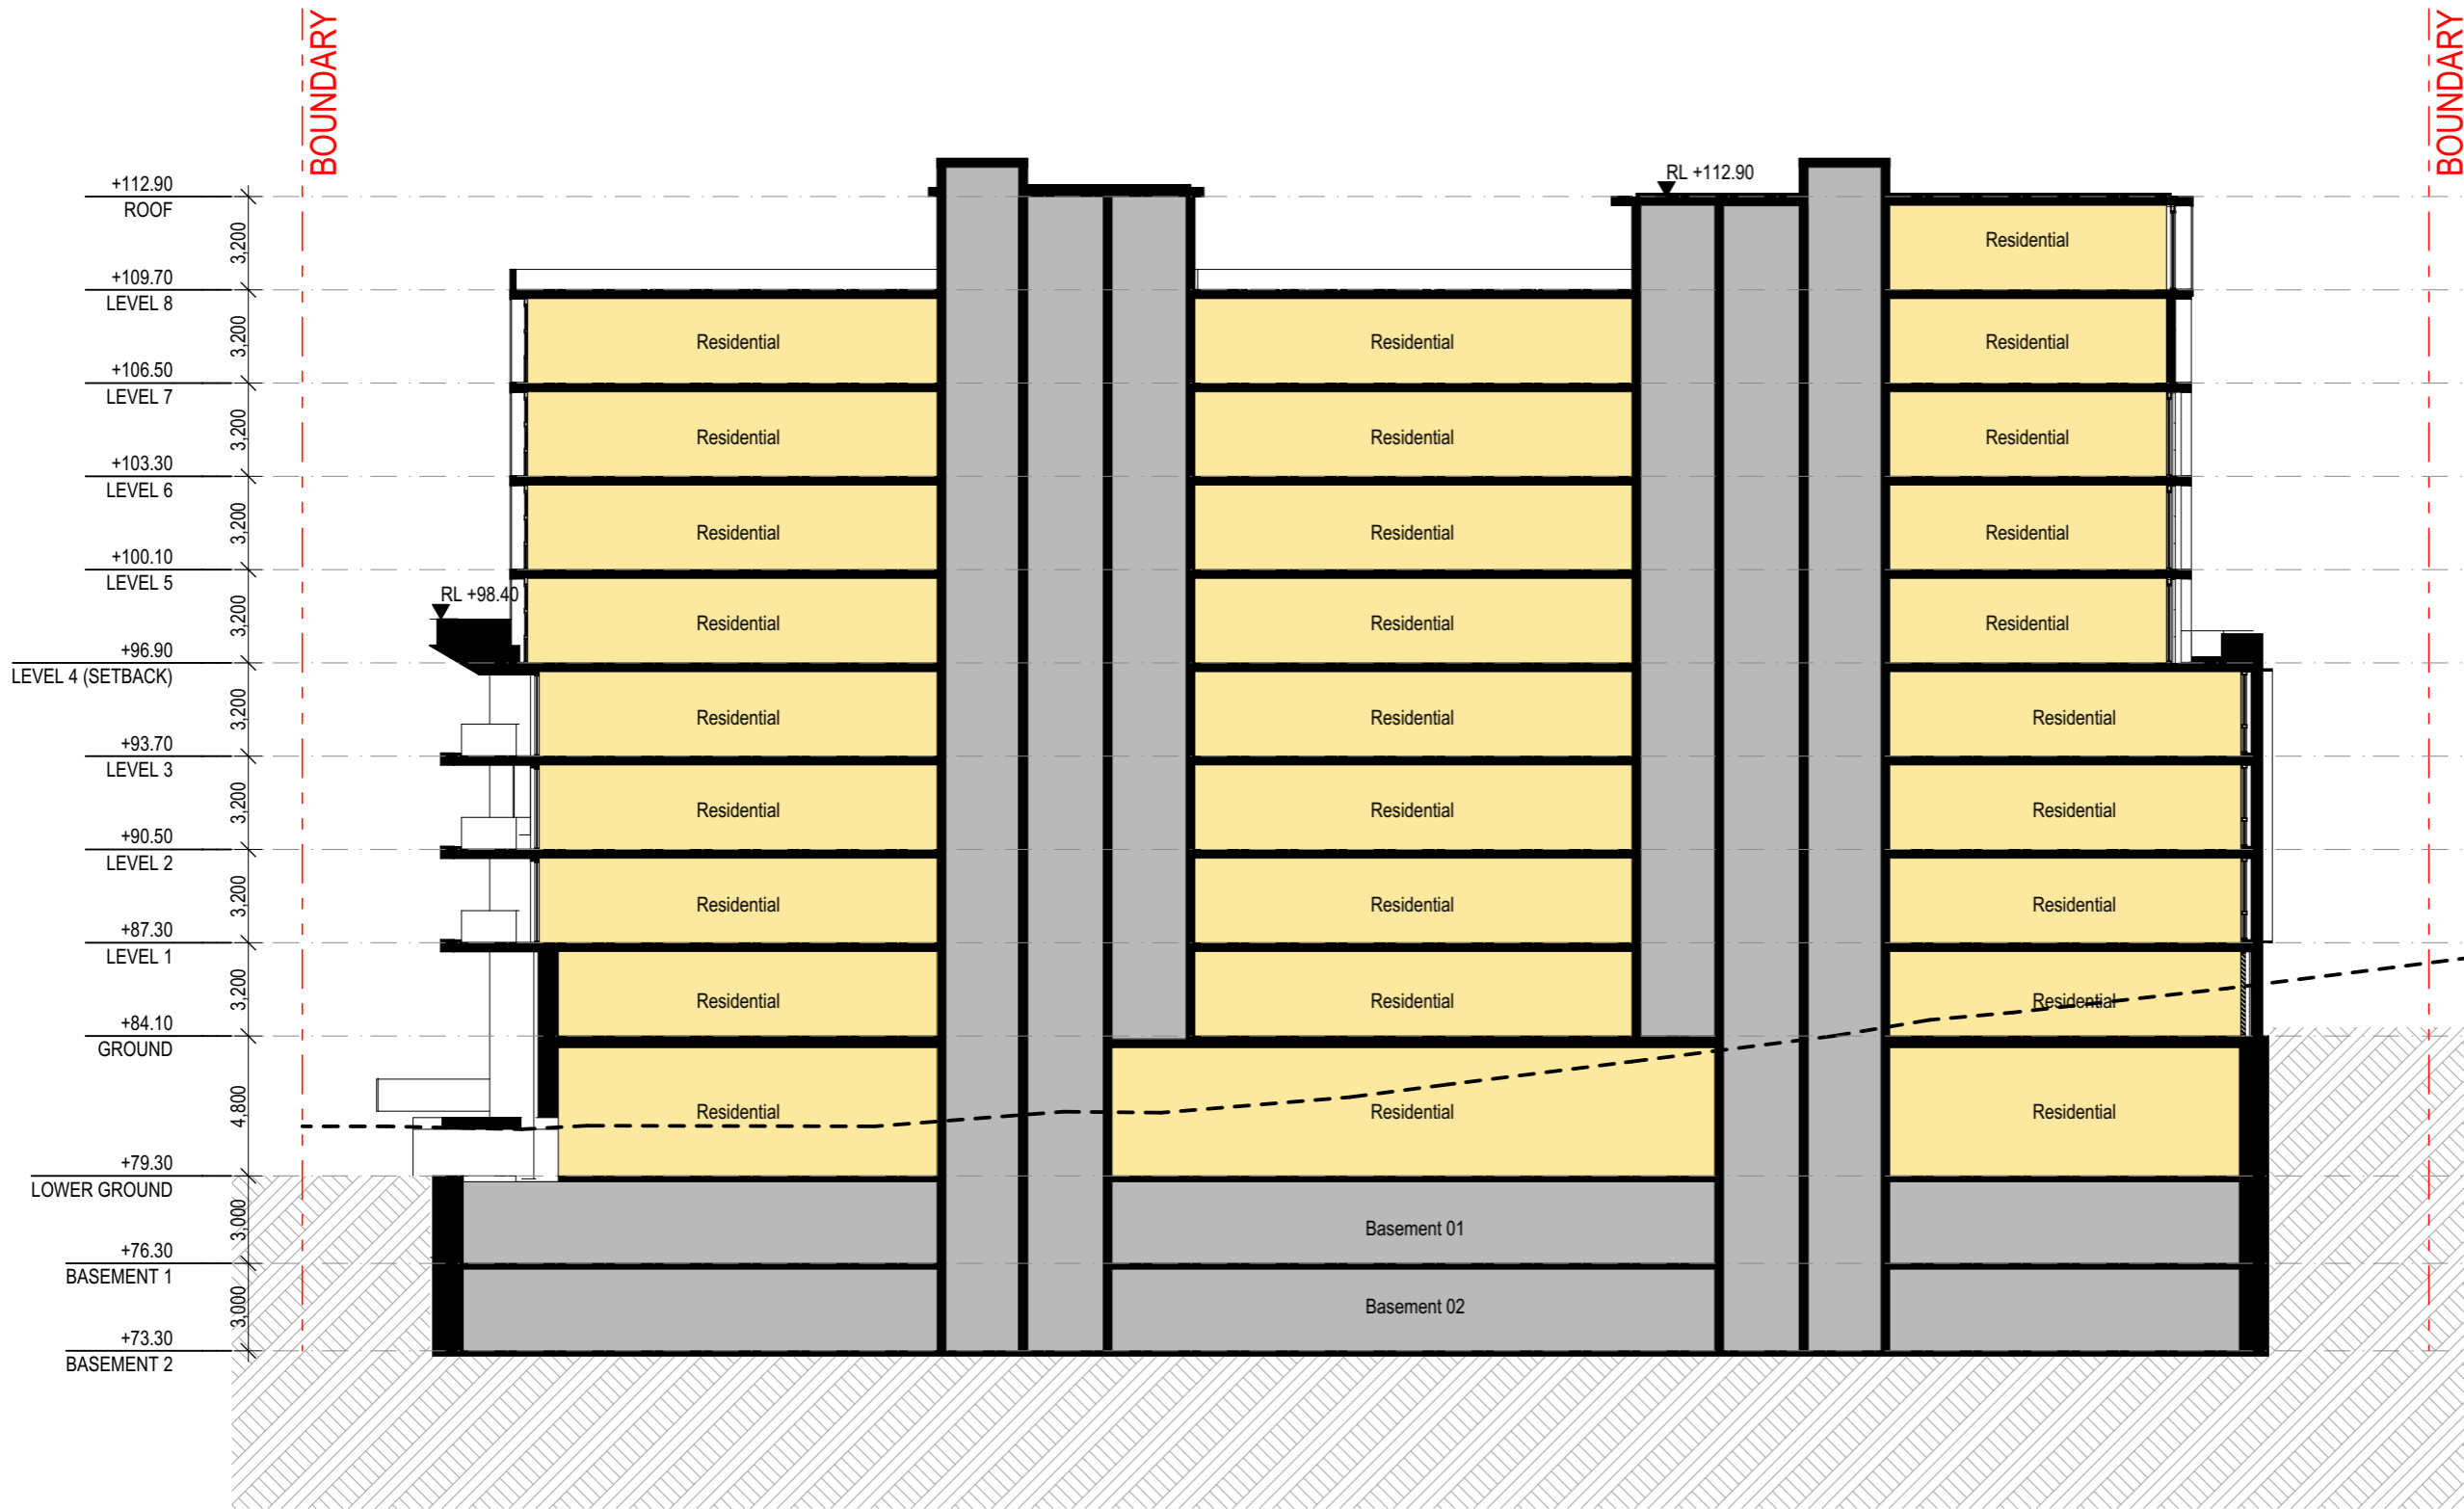 BOUNDARY
BOUNDARY
+112.90
ROOF
RL +112.90
3,200
Residential
+109.70
LEVEL 8
3,200
Residential
Residential
Residential
+106.50
LEVEL 7
3,200
Residential
Residential
Residential
+103.30
LEVEL 6
3,200
Residential
Residential
Residential
+100.10
LEVEL 5
RL +98.40
3,200
Residential
Residential
Residential
+96.90
LEVEL 4 (SETBACK)
3,200
Residential
Residential
Residential
+93.70
LEVEL 3
3,200
Residential
Residential
Residential
+90.50
LEVEL 2
3,200
Residential
Residential
Residential
+87.30
LEVEL 1
3,200
Residential
Residential
Residential
+84.10
GROUND
4,800
Residential
Residential
Residential
+79.30
LOWER GROUND
3,000
Basement 01
+76.30
BASEMENT 1
3,000
Basement 02
+73.30
BASEMENT 2